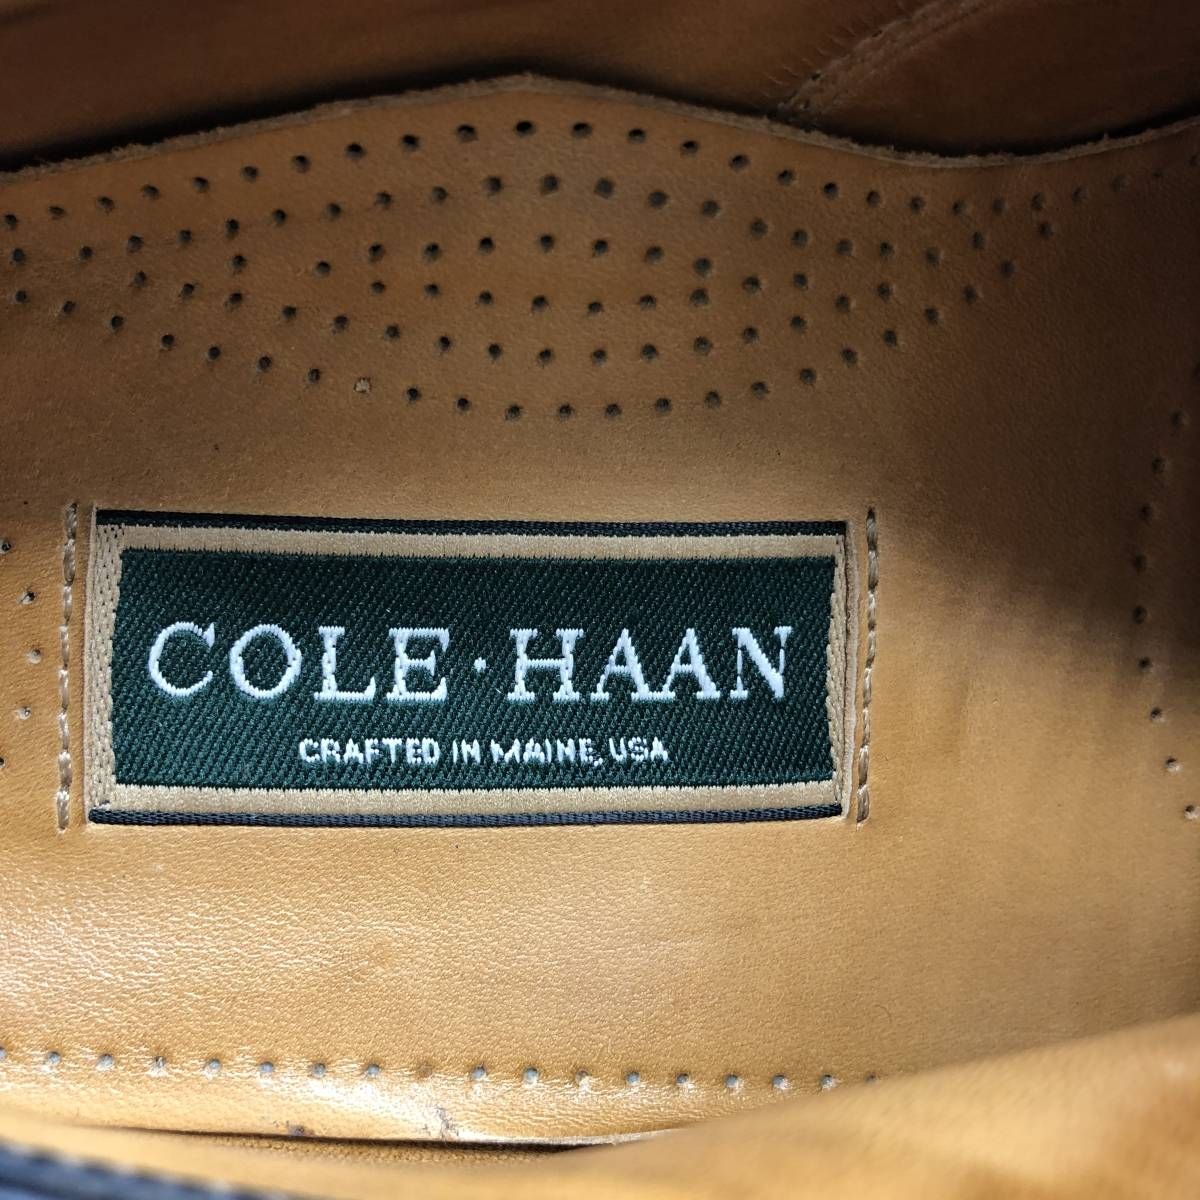 COLE·HAAN
CRAFTED IN MAINE, USA